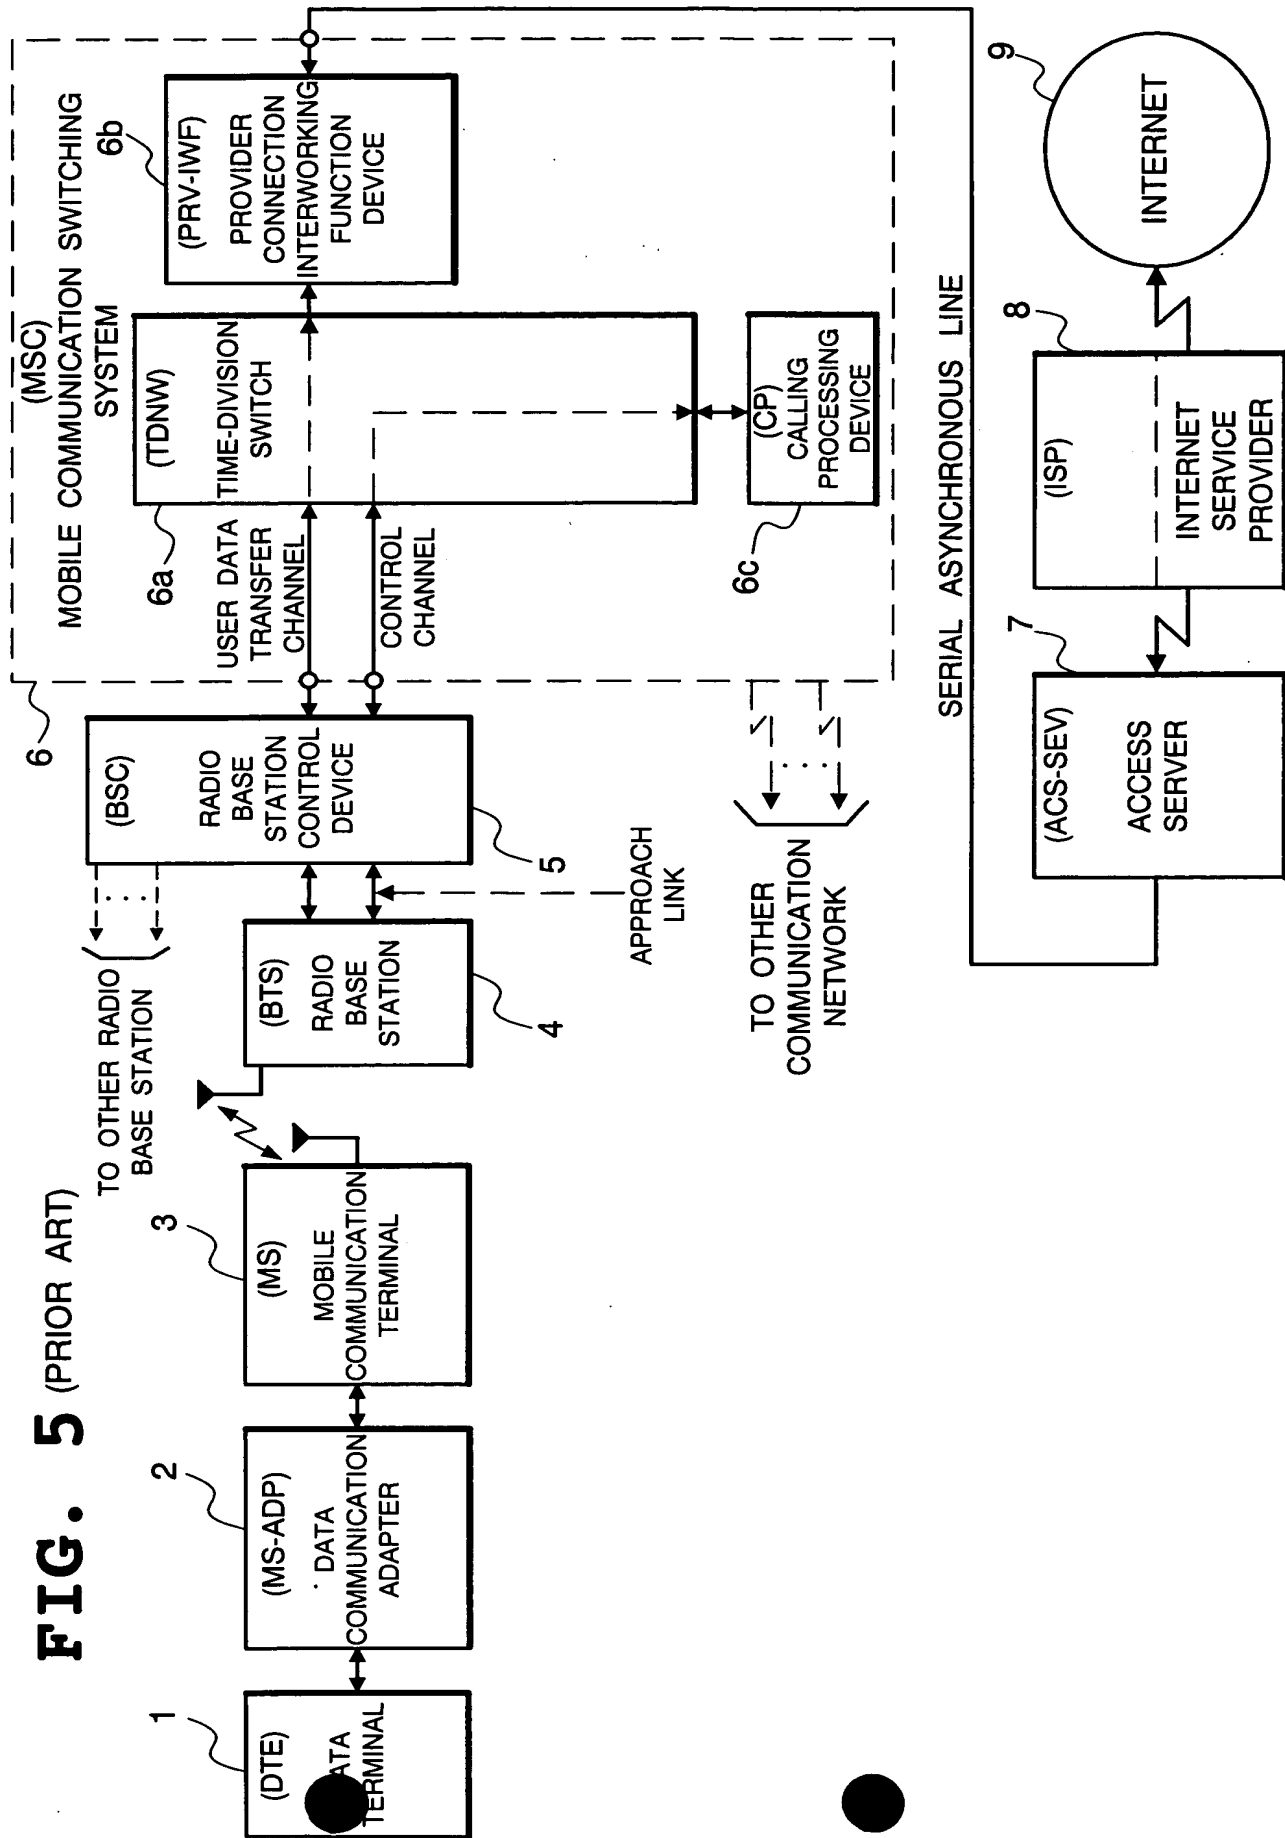 FIG. 5 (PRIOR ART)
1
(DTE)
TERMINAL
2
(MS-ADP)
DATA
COMMUNICATION
ADAPTER
3
(MS)
MOBILE
COMMUNICATION
TERMINAL
TO OTHER RADIO
BASE STATION
(BTS)
RADIO
BASE
STATION
4
APPROACH
LINK
(BSC)
RADIO
BASE
STATION
CONTROL
DEVICE
5
6
(MSC)
MOBILE COMMUNICATION SWITCHING
SYSTEM
USER DATA
TRANSFER
CHANNEL
CONTROL
CHANNEL
6a
(TDNW)
TIME-DIVISION
SWITCH
6b
(PRV-IWF)
PROVIDER
CONNECTION
INTERWORKING
FUNCTION
DEVICE
6c
(CP)
CALLING
PROCESSING
DEVICE
TO OTHER
COMMUNICATION
NETWORK
SERIAL ASYNCHRONOUS LINE
7
(ACS-SEV)
ACCESS
SERVER
8
(ISP)
INTERNET
SERVICE
PROVIDER
9
INTERNET